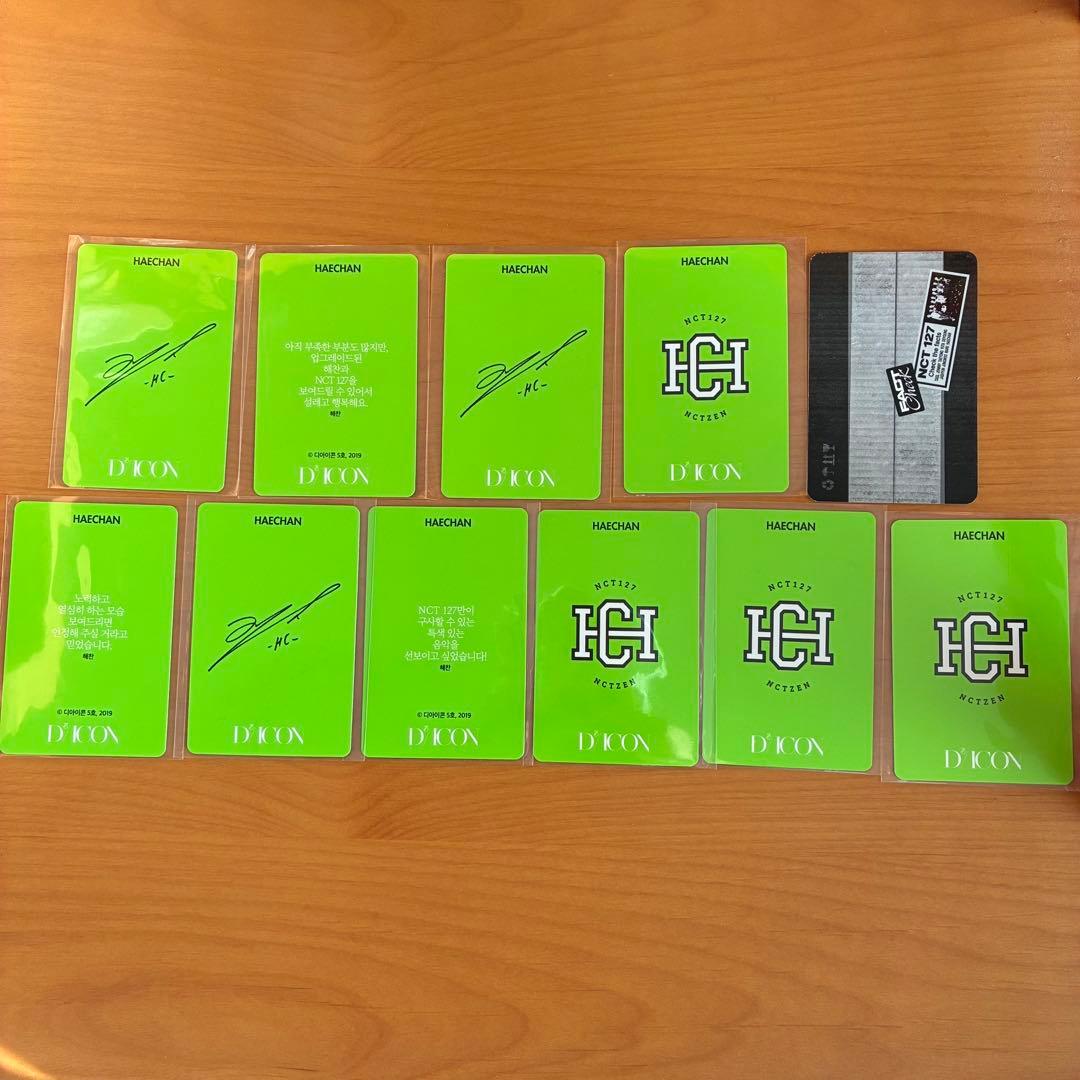 HAECHAN
-HC-
D'ICON
HAECHAN
아직 부족한 부분도 많지만,
업그레이드된
해찬과
NCT 127을
보여드릴 수 있어서
설레고 행복해요.
해찬
© 디아이콘 5호, 2019
D'ICON
HAECHAN
-HC-
D'ICON
HAECHAN
NCT127
HC
NCTZEN
D'ICON
NCT 127
Check the facts
FACT
Check
HAECHAN
노력하고
열심히 하는 모습
보여드리면
인정해 주실 거라고
믿었습니다.
해찬
© 디아이콘 5호, 2019
D'ICON
HAECHAN
-HC-
D'ICON
HAECHAN
NCT 127만이
구사할 수 있는
특색 있는
음악을
선보이고 싶었습니다!
해찬
© 디아이콘 5호, 2019
D'ICON
HAECHAN
NCT127
HC
NCTZEN
D'ICON
HAECHAN
NCT127
HC
NCTZEN
D'ICON
HAECHAN
NCT127
HC
NCTZEN
D'ICON